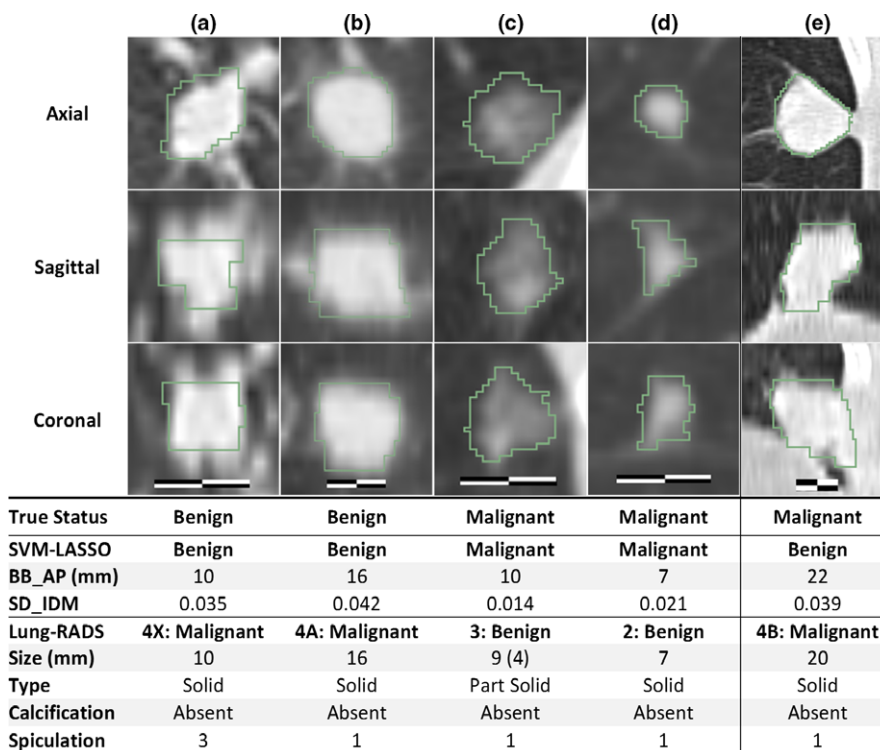 (a) (b) (c) (d) (e)
Axial
Sagittal
Coronal
True Status Benign Benign Malignant Malignant Malignant
SVM-LASSO Benign Benign Malignant Malignant Benign
BB_AP (mm) 10 16 10 7 22
SD_IDM 0.035 0.042 0.014 0.021 0.039
Lung-RADS 4X: Malignant 4A: Malignant 3: Benign 2: Benign 4B: Malignant
Size (mm) 10 16 9 (4) 7 20
Type Solid Solid Part Solid Solid Solid
Calcification Absent Absent Absent Absent Absent
Spiculation 3 1 1 1 1